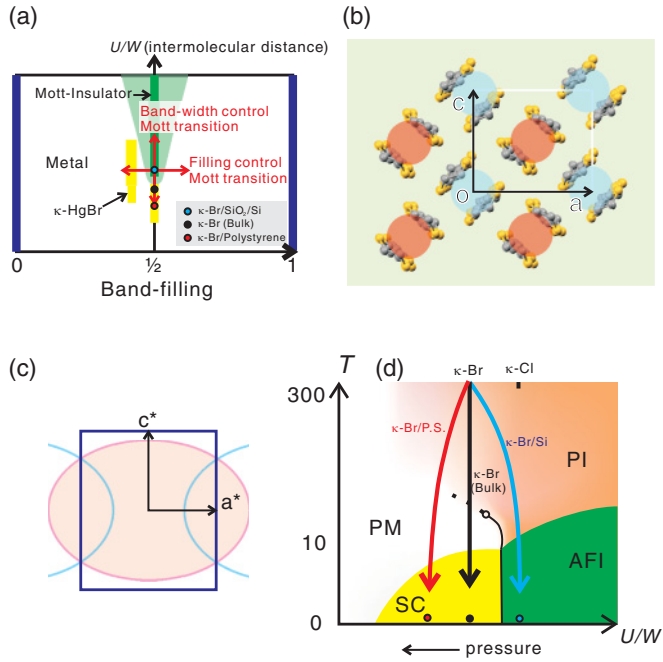 (a)
U/W (intermolecular distance)
Mott-Insulator
Band-width control
Mott transition
Metal
Filling control
Mott transition
κ-HgBr
κ-Br/SiO₂/Si
κ-Br (Bulk)
κ-Br/Polystyrene
0
½
1
Band-filling
(b)
c
o
a
(c)
c*
a*
(d)
T
κ-Br
κ-Cl
300
κ-Br/P.S.
κ-Br/Si
κ-Br
(Bulk)
PI
PM
10
AFI
SC
0
U/W
pressure